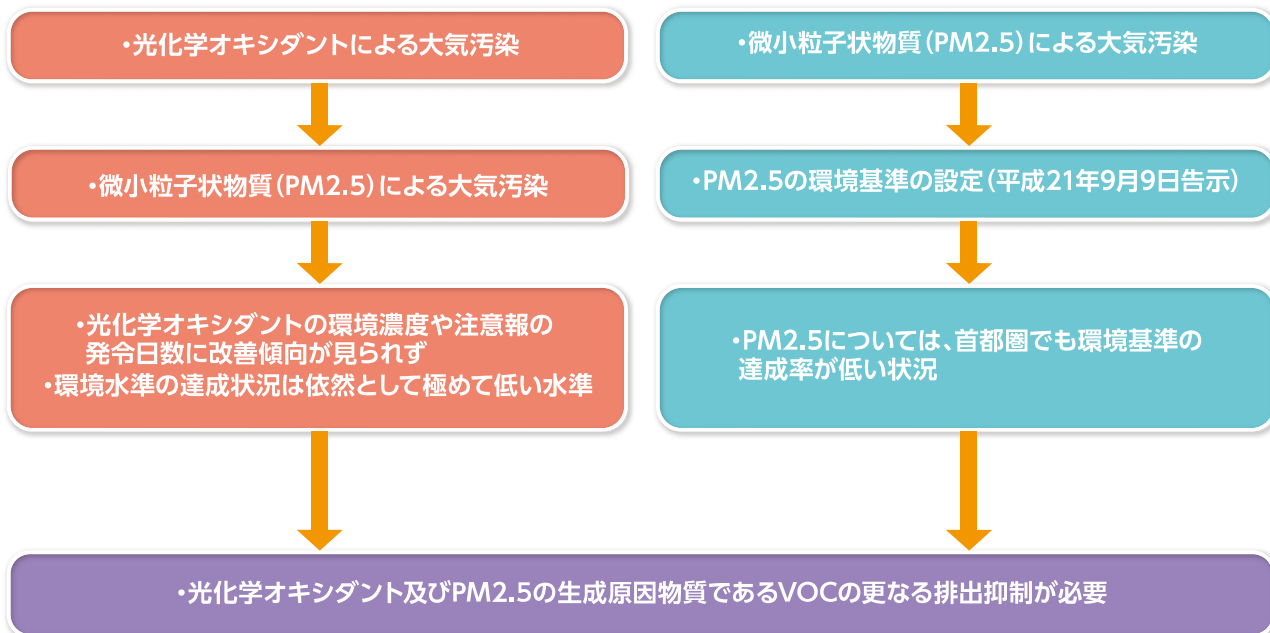 ・光化学オキシダントによる大気汚染
・微小粒子状物質(PM2.5)による大気汚染
・光化学オキシダントの環境濃度や注意報の
発令日数に改善傾向が見られず
・環境水準の達成状況は依然として極めて低い水準
・微小粒子状物質(PM2.5)による大気汚染
・PM2.5の環境基準の設定(平成21年9月9日告示)
・PM2.5については、首都圏でも環境基準の
達成率が低い状況
・光化学オキシダント及びPM2.5の生成原因物質であるVOCの更なる排出抑制が必要